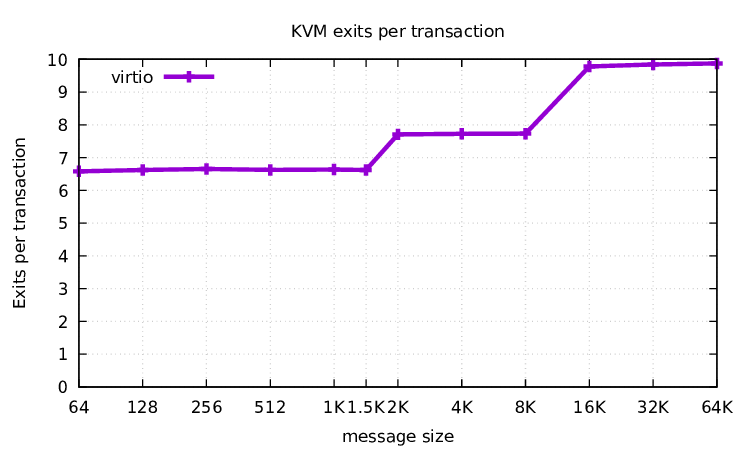 KVM exits per transaction
virtio
Exits per transaction
10
9
8
7
6
5
4
3
2
1
0
64 128 256 512 1K 1.5K 2K 4K 8K 16K 32K 64K
message size